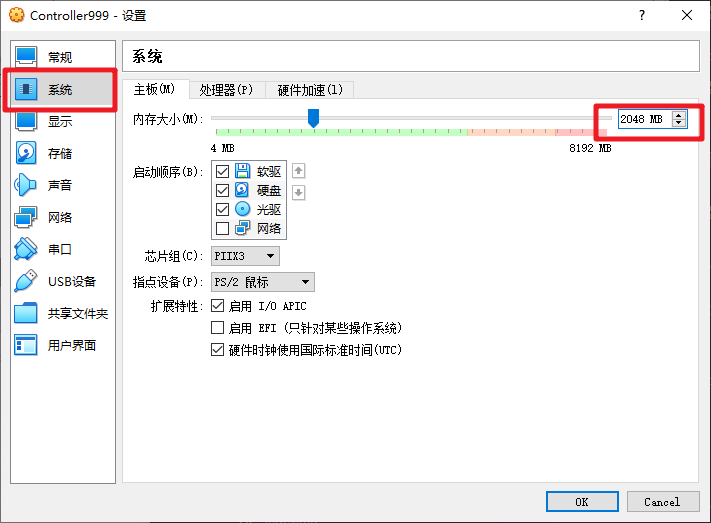 Controller999 - 设置
?
常规
系统
显示
存储
声音
网络
串口
USB设备
共享文件夹
用户界面
系统
主板(M) 处理器(P) 硬件加速(l)
内存大小(M): 2048 MB
4 MB 8192 MB
启动顺序(B): 软驱
硬盘
光驱
网络
芯片组(C): PIIX3
指点设备(P): PS/2 鼠标
扩展特性: 启用 I/O APIC
启用 EFI (只针对某些操作系统)
硬件时钟使用国际标准时间(UTC)
OK Cancel